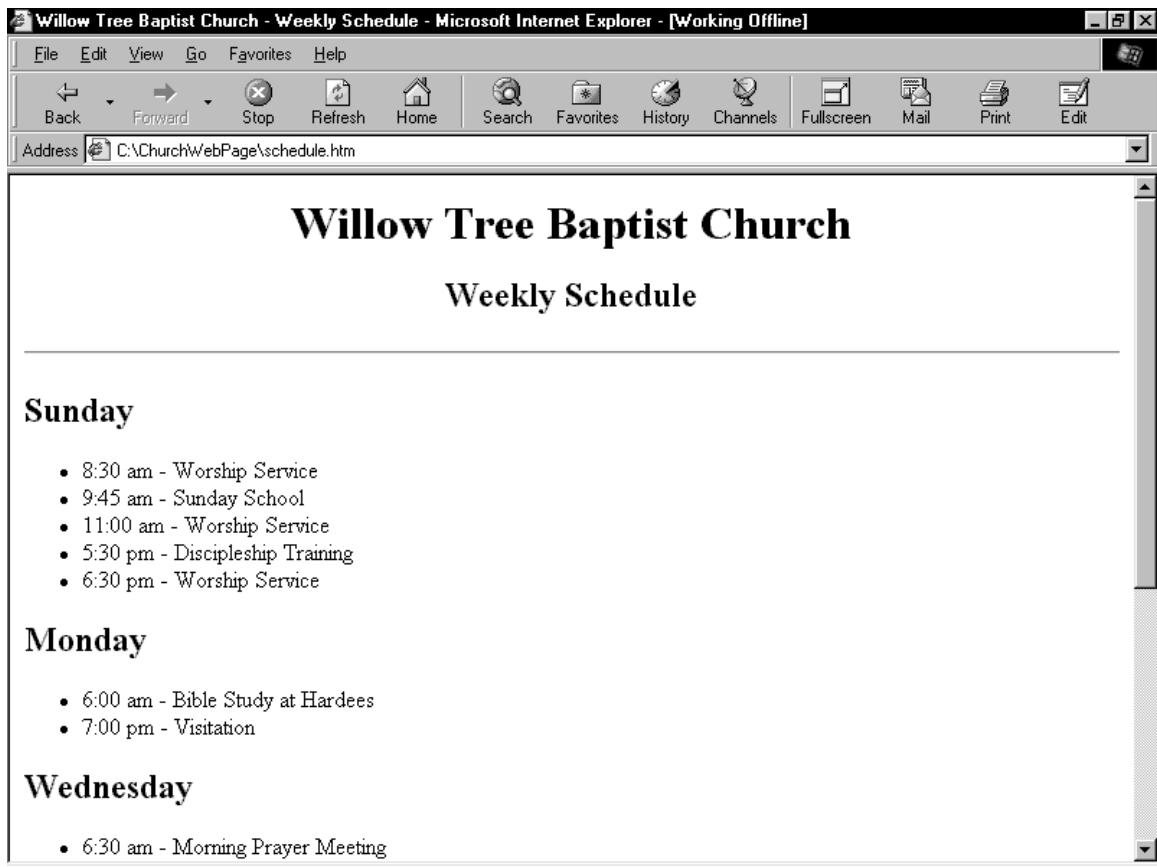 Willow Tree Baptist Church - Weekly Schedule - Microsoft Internet Explorer - [Working Offline]
File Edit View Go Favorites Help
Back Forward Stop Refresh Home Search Favorites History Channels Fullscreen Mail Print Edit
Address C:\ChurchWebPage\schedule.htm
Willow Tree Baptist Church
Weekly Schedule
Sunday
• 8:30 am - Worship Service
• 9:45 am - Sunday School
• 11:00 am - Worship Service
• 5:30 pm - Discipleship Training
• 6:30 pm - Worship Service
Monday
• 6:00 am - Bible Study at Hardees
• 7:00 pm - Visitation
Wednesday
• 6:30 am - Morning Prayer Meeting